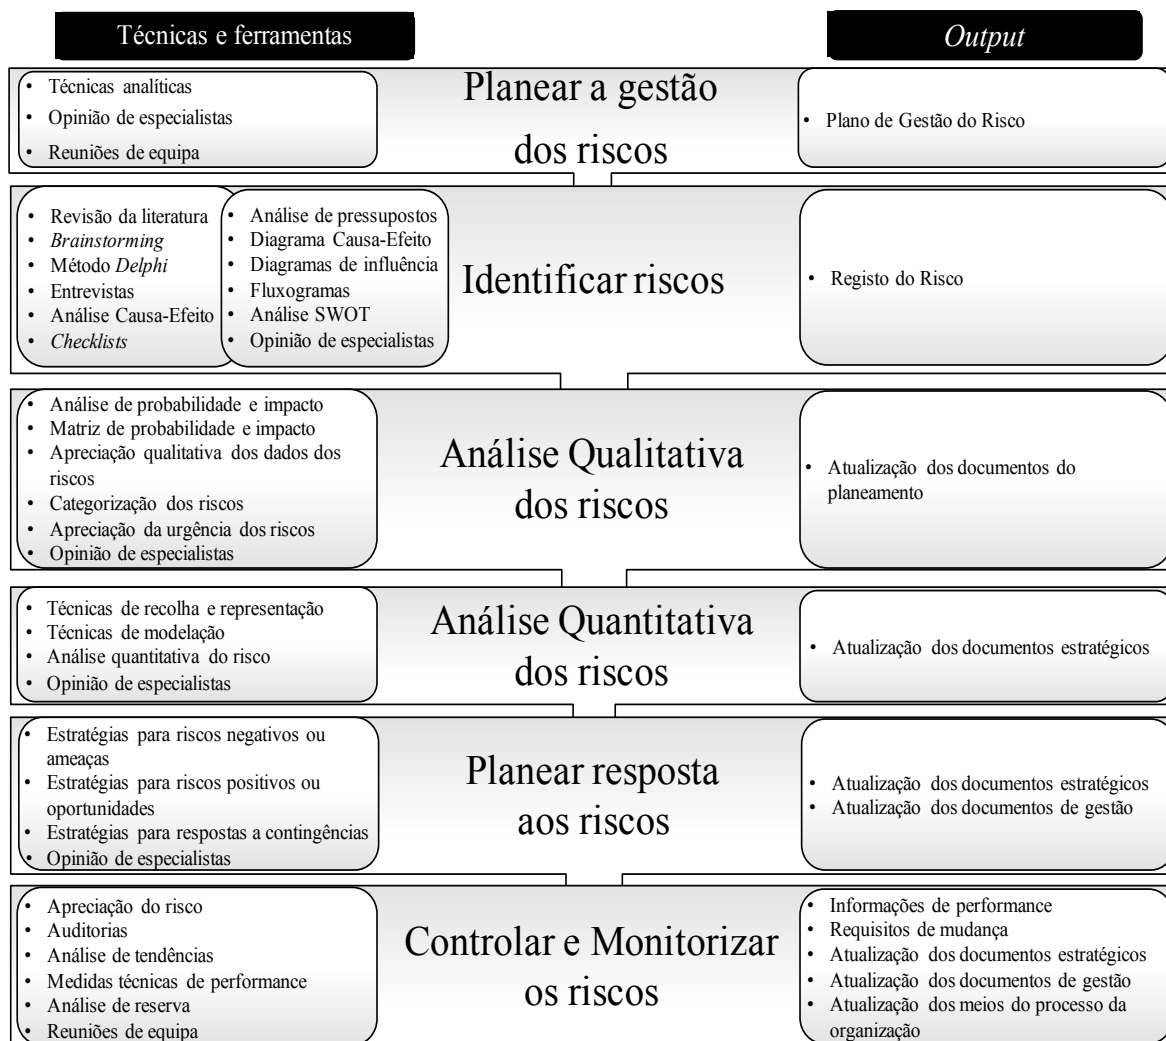 Técnicas e ferramentas
Output
• Técnicas analíticas
• Opinião de especialistas
• Reuniões de equipa
Planear a gestão
dos riscos
• Plano de Gestão do Risco
• Revisão da literatura
• Brainstorming
• Método Delphi
• Entrevistas
• Análise Causa-Efeito
• Checklists
• Análise de pressupostos
• Diagrama Causa-Efeito
• Diagramas de influência
• Fluxogramas
• Análise SWOT
• Opinião de especialistas
Identificar riscos
• Registo do Risco
• Análise de probabilidade e impacto
• Matriz de probabilidade e impacto
• Apreciação qualitativa dos dados dos
riscos
• Categorização dos riscos
• Apreciação da urgência dos riscos
• Opinião de especialistas
Análise Qualitativa
dos riscos
• Atualização dos documentos do
planeamento
• Técnicas de recolha e representação
• Técnicas de modelação
• Análise quantitativa do risco
• Opinião de especialistas
Análise Quantitativa
dos riscos
• Atualização dos documentos estratégicos
• Estratégias para riscos negativos ou
ameaças
• Estratégias para riscos positivos ou
oportunidades
• Estratégias para respostas a contingências
• Opinião de especialistas
Planear resposta
aos riscos
• Atualização dos documentos estratégicos
• Atualização dos documentos de gestão
• Apreciação do risco
• Auditorias
• Análise de tendências
• Medidas técnicas de performance
• Análise de reserva
• Reuniões de equipa
Controlar e Monitorizar
os riscos
• Informações de performance
• Requisitos de mudança
• Atualização dos documentos estratégicos
• Atualização dos documentos de gestão
• Atualização dos meios do processo da
organização